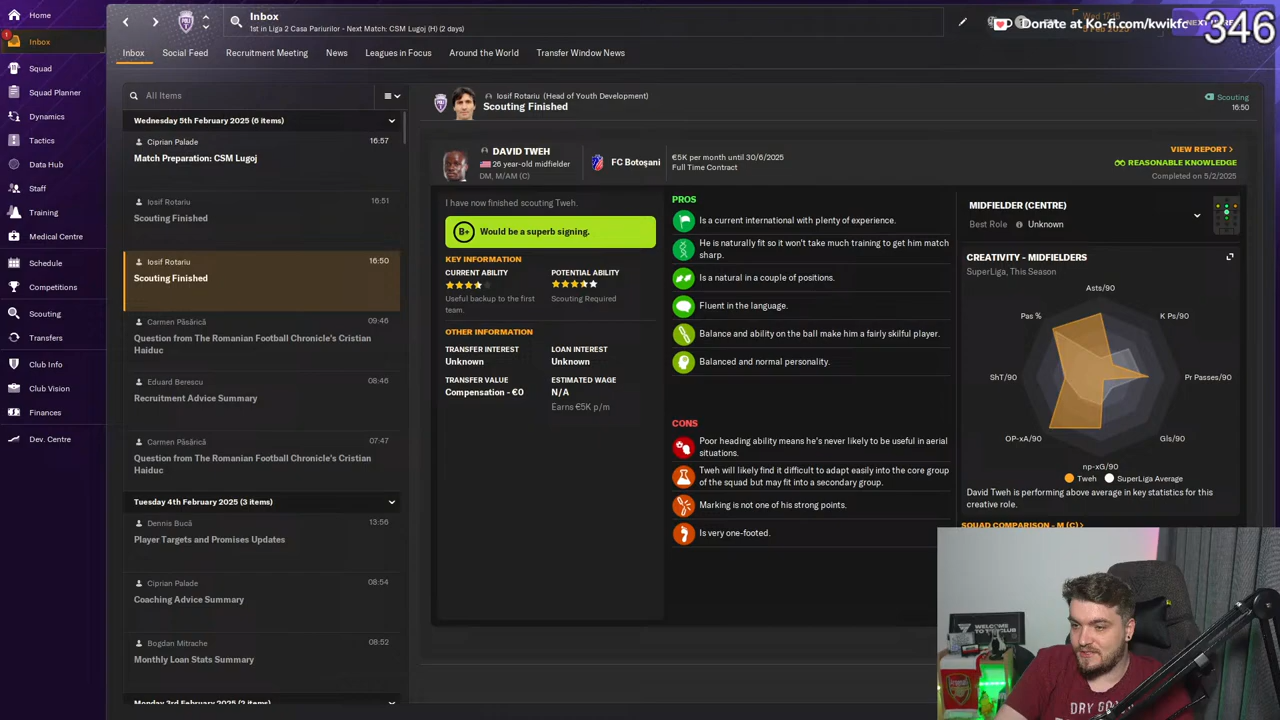 Home
1
Inbox
Squad
Squad Planner
Dynamics
Tactics
Data Hub
Staff
Training
Medical Centre
Schedule
Competitions
Scouting
Transfers
Club Info
Club Vision
Finances
Dev. Centre
POLI
Inbox
1st in Liga 2 Casa Pariurilor - Next Match: CSM Lugoj (H) (2 days)
Donate at Ko-fi.com/kwikfc
346
Wed 17:15
5 Feb 2025
Inbox
Social Feed
Recruitment Meeting
News
Leagues in Focus
Around the World
Transfer Window News
All Items
Wednesday 5th February 2025 (6 items)
Ciprian Palade
16:57
Match Preparation: CSM Lugoj
Iosif Rotariu
16:51
Scouting Finished
Iosif Rotariu
16:50
Scouting Finished
Carmen Păsărică
09:46
Question from The Romanian Football Chronicle's Cristian
Haiduc
Eduard Berescu
08:46
Recruitment Advice Summary
Carmen Păsărică
07:47
Question from The Romanian Football Chronicle's Cristian
Haiduc
Tuesday 4th February 2025 (3 items)
Dennis Bucă
13:56
Player Targets and Promises Updates
Ciprian Palade
08:54
Coaching Advice Summary
Bogdan Mitrache
08:52
Monthly Loan Stats Summary
Monday 3rd February 2025 (2 items)
Iosif Rotariu (Head of Youth Development)
Scouting Finished
Scouting
16:50
DAVID TWEH
26 year-old midfielder
DM, M/AM (C)
FC Botoşani
€5K per month until 30/6/2025
Full Time Contract
VIEW REPORT >
REASONABLE KNOWLEDGE
Completed on 5/2/2025
I have now finished scouting Tweh.
B+ Would be a superb signing.
KEY INFORMATION
CURRENT ABILITY
Useful backup to the first
team.
POTENTIAL ABILITY
Scouting Required
OTHER INFORMATION
TRANSFER INTEREST
Unknown
LOAN INTEREST
Unknown
TRANSFER VALUE
Compensation - €0
ESTIMATED WAGE
N/A
Earns €5K p/m
PROS
Is a current international with plenty of experience.
He is naturally fit so it won't take much training to get him match
sharp.
Is a natural in a couple of positions.
Fluent in the language.
Balance and ability on the ball make him a fairly skilful player.
Balanced and normal personality.
CONS
Poor heading ability means he's never likely to be useful in aerial
situations.
Tweh will likely find it difficult to adapt easily into the core group
of the squad but may fit into a secondary group.
Marking is not one of his strong points.
Is very one-footed.
MIDFIELDER (CENTRE)
Best Role
Unknown
CREATIVITY - MIDFIELDERS
SuperLiga, This Season
Asts/90
Pas %
K Ps/90
ShT/90
Pr Passes/90
OP-xA/90
Gls/90
np-xG/90
Tweh
SuperLiga Average
David Tweh is performing above average in key statistics for this
creative role.
SQUAD COMPARISON - M (C) >
Arsenal